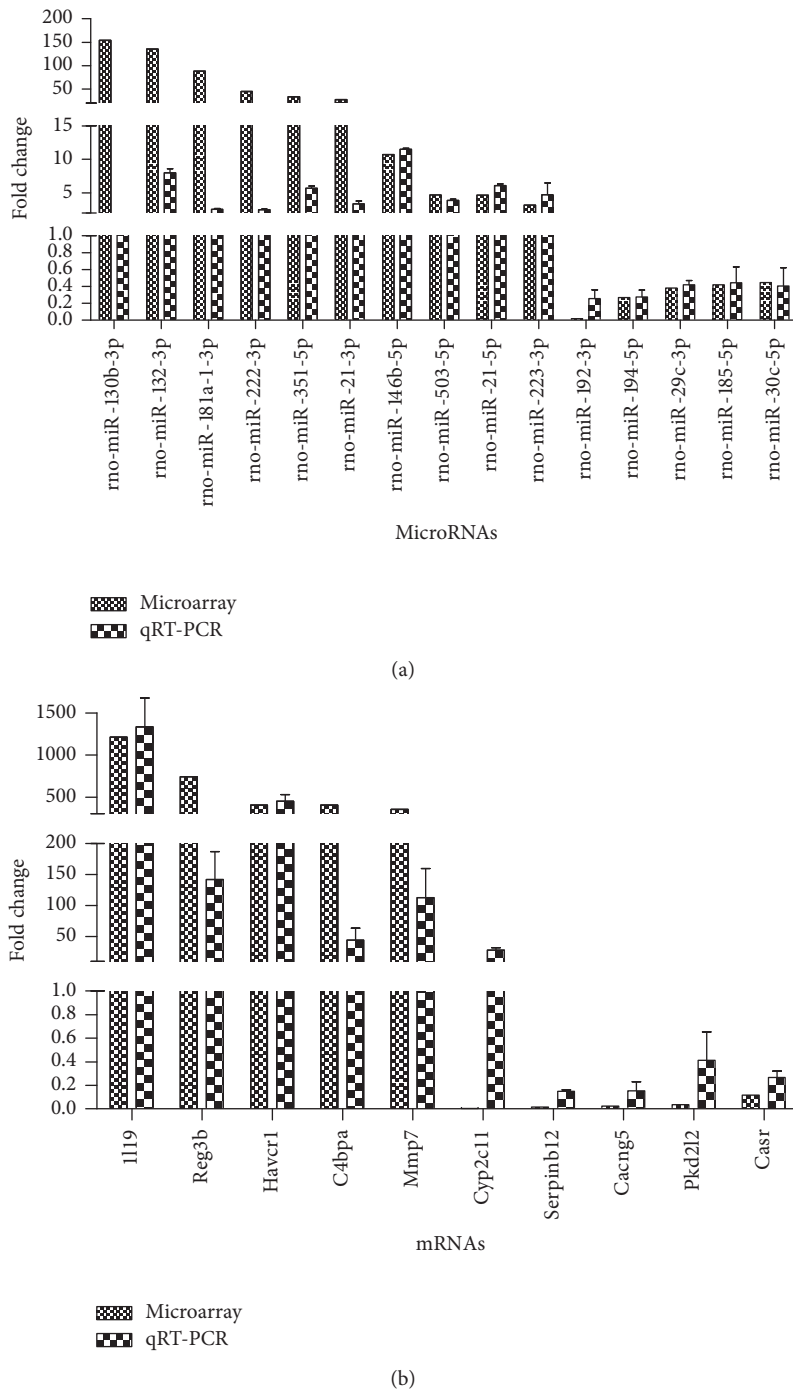 200
150
100
50
15
10
5
1.0
0.8
0.6
0.4
0.2
0.0
Fold change
rno-miR-130b-3p
rno-miR-132-3p
rno-miR-181a-1-3p
rno-miR-222-3p
rno-miR-351-5p
rno-miR-21-3p
rno-miR-146b-5p
rno-miR-503-5p
rno-miR-21-5p
rno-miR-223-3p
rno-miR-192-3p
rno-miR-194-5p
rno-miR-29c-3p
rno-miR-185-5p
rno-miR-30c-5p
MicroRNAs
Microarray
qRT-PCR
(a)
1500
1000
500
200
150
100
50
1.0
0.8
0.6
0.4
0.2
0.0
Fold change
1l19
Reg3b
Havcr1
C4bpa
Mmp7
Cyp2c11
Serpinb12
Cacng5
Pkd2l2
Casr
mRNAs
Microarray
qRT-PCR
(b)